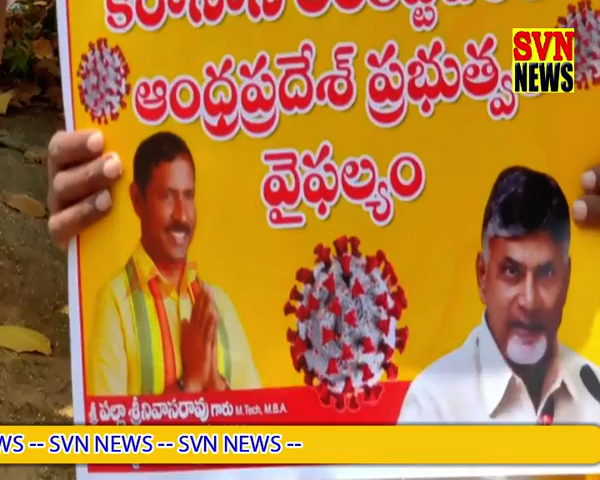 SVN
NEWS
ఆంధ్రప్రదేశ్ ప్రభుత్వ
వైఫల్యం
శ్రీ పల్లా శ్రీనివాసరావు గారు M.Tech, M.B.A.
WS -- SVN NEWS -- SVN NEWS --